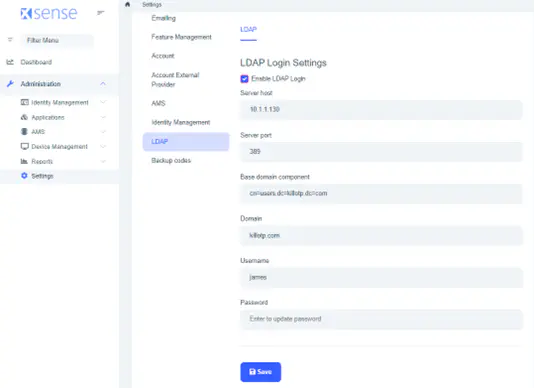 sense
Settings
Filter Menu
Dashboard
Administration
Identity Management
Applications
AMS
Device Management
Reports
Settings
Emailing
Feature Management
Account
Account External
Provider
AMS
Identity Management
LDAP
Backup codes
LDAP
LDAP Login Settings
Enable LDAP Login
Server host
10.1.1.130
Server port
389
Base domain component
cn=users,dc=killotp,dc=com
Domain
killotp.com
Username
james
Password
Enter to update password
Save